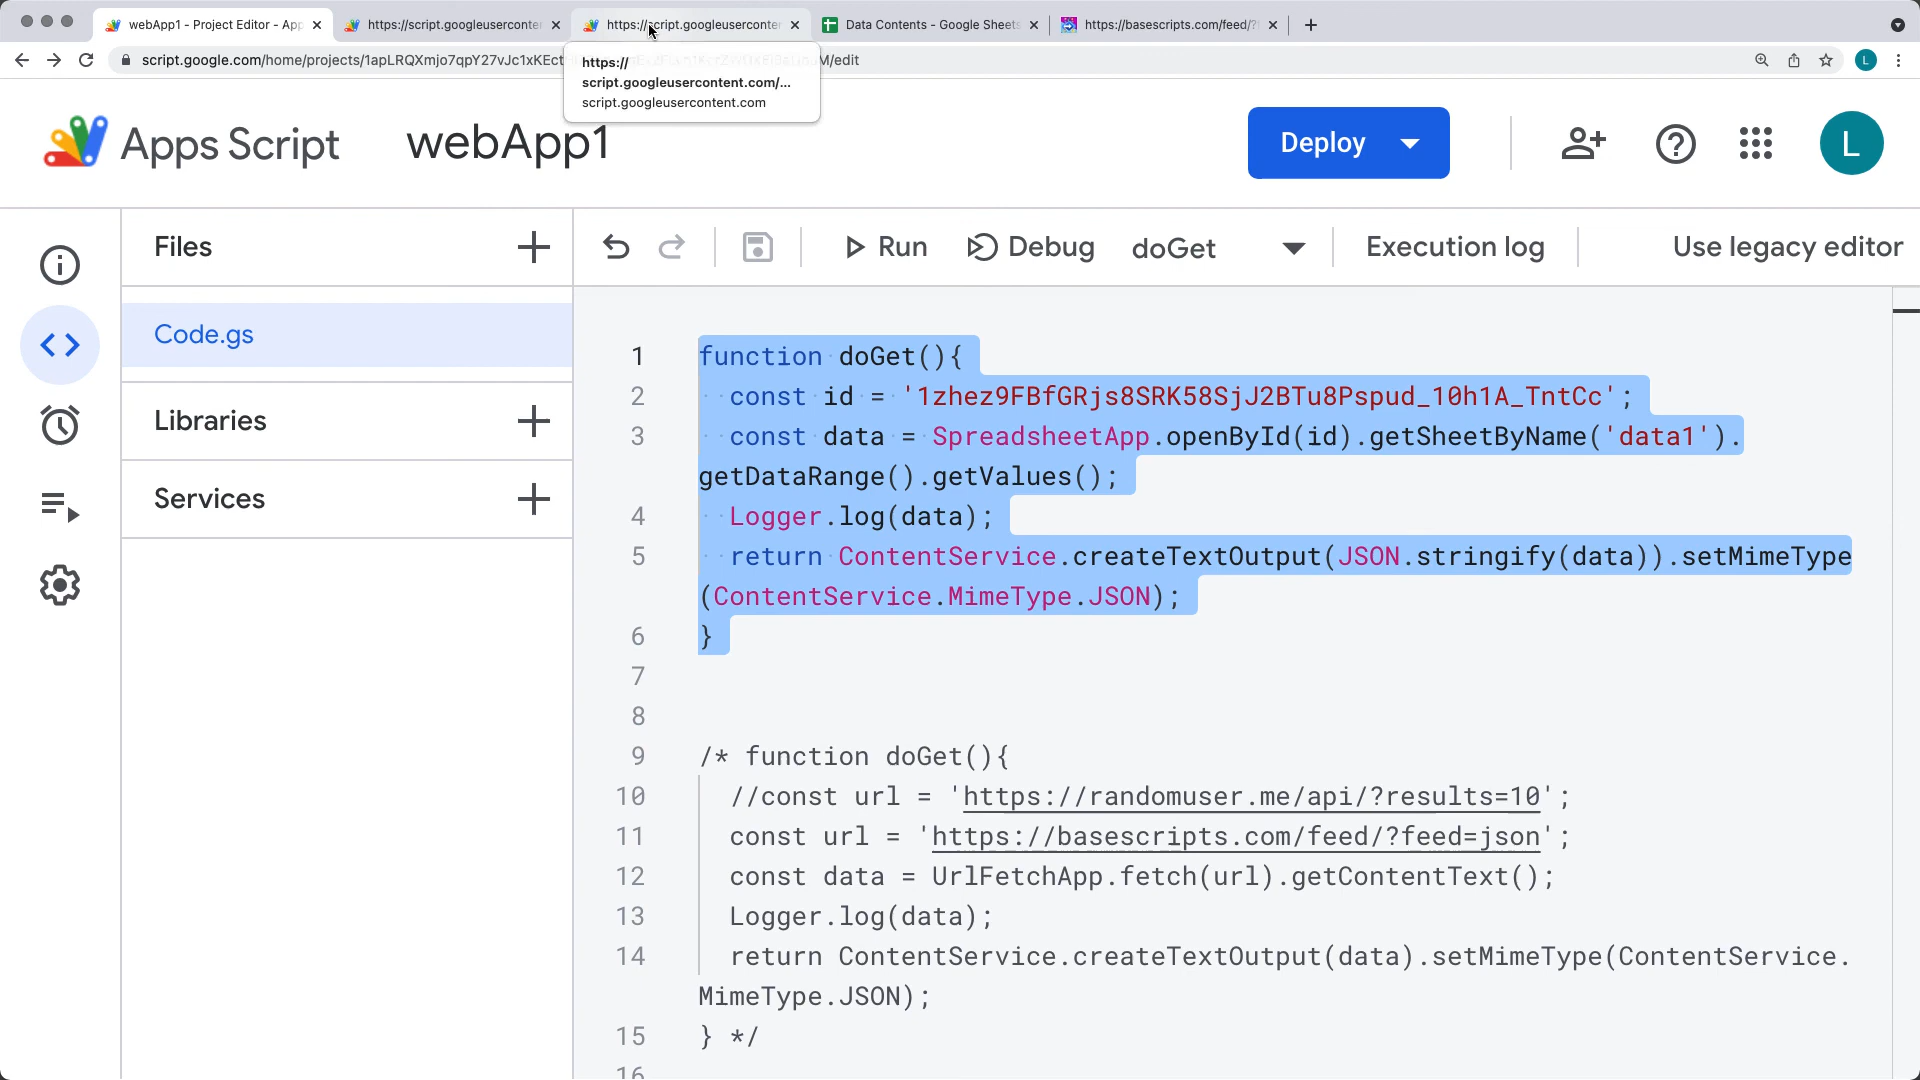 webApp1 - Project Editor - App
https://script.googleuserconten
https://script.googleuserconten
Data Contents - Google Sheets
https://basescripts.com/feed/?
script.google.com/home/projects/1apLRQXmjo7qpY27vJc1xKEct
M/edit
L
https://
script.googleusercontent.com/...
script.googleusercontent.com
Apps Script
webApp1
Deploy
L
Files
Run
Debug
doGet
Execution log
Use legacy editor
Code.gs
Libraries
Services
1 function doGet(){
2 const id = '1zhez9FBfGRjs8SRK58SjJ2BTu8Pspud_10h1A_TntCc';
3 const data = SpreadsheetApp.openById(id).getSheetByName('data1').
getDataRange().getValues();
4 Logger.log(data);
5 return ContentService.createTextOutput(JSON.stringify(data)).setMimeType
(ContentService.MimeType.JSON);
6 }
7
8
9 /* function doGet(){
10 //const url = 'https://randomuser.me/api/?results=10';
11 const url = 'https://basescripts.com/feed/?feed=json';
12 const data = UrlFetchApp.fetch(url).getContentText();
13 Logger.log(data);
14 return ContentService.createTextOutput(data).setMimeType(ContentService.
MimeType.JSON);
15 } */
16